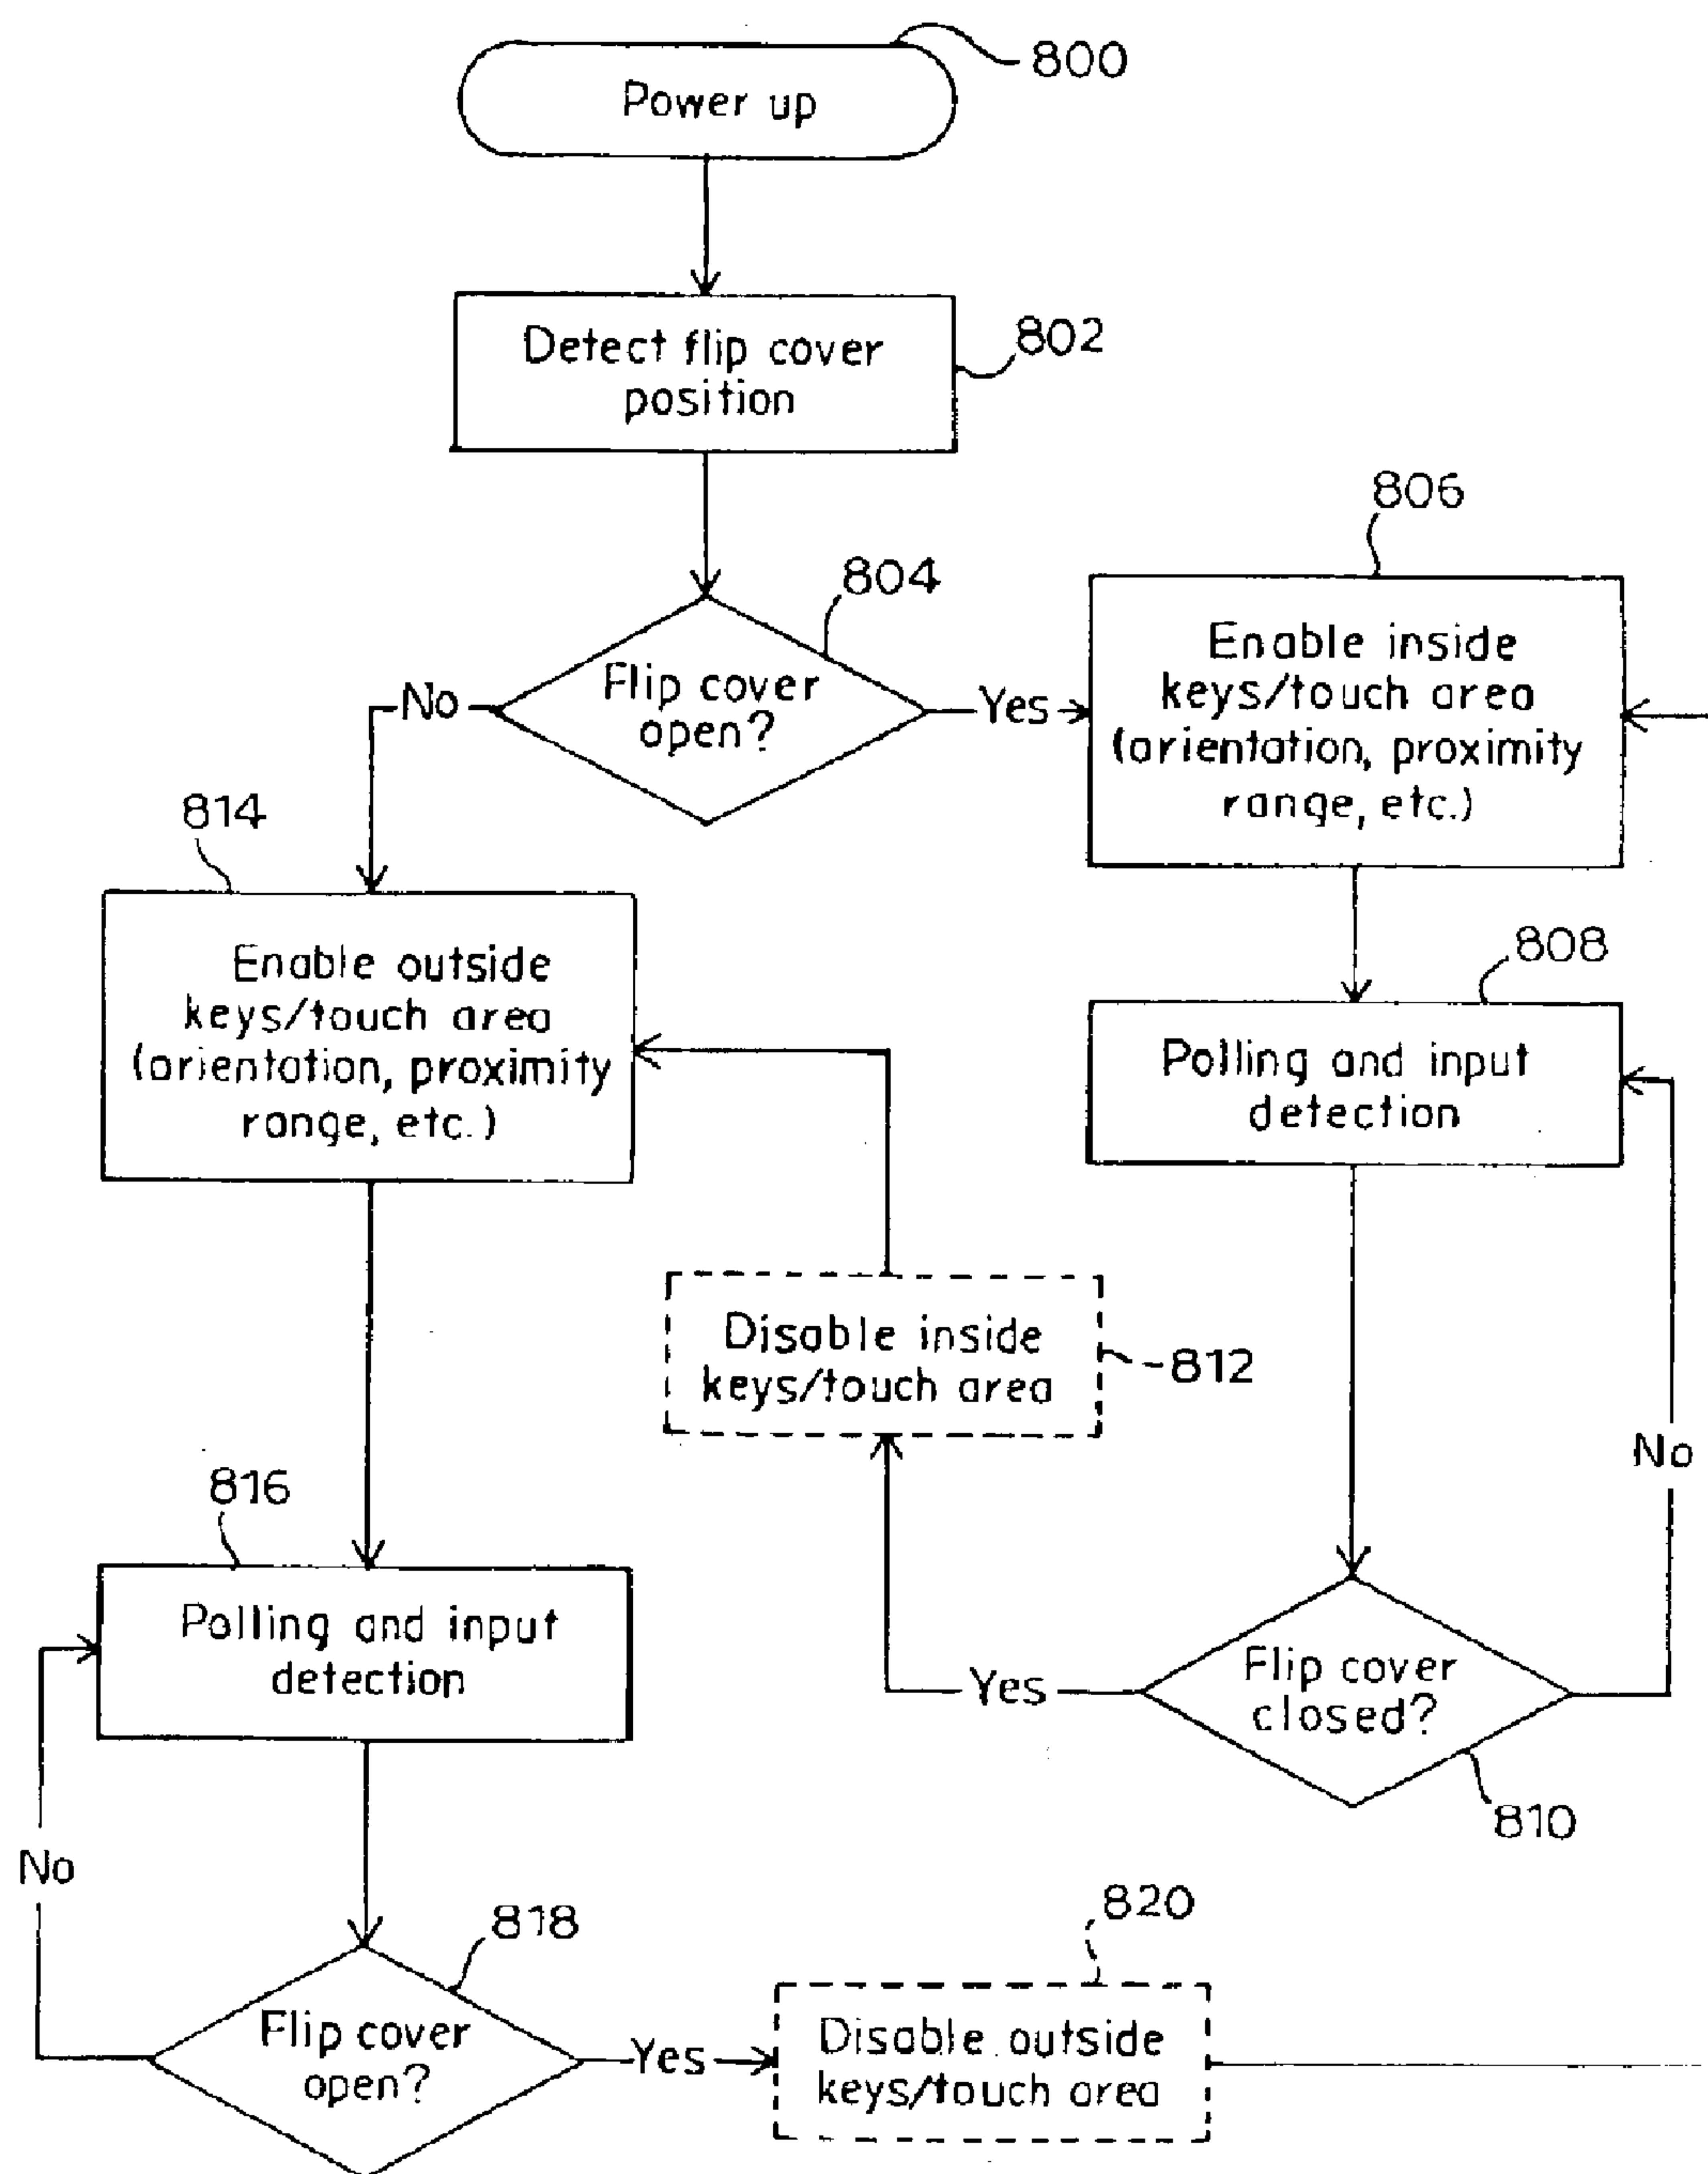 800
Power up
802
Detect flip cover
position
804
Flip cover
open?
No
Yes
806
Enable inside
keys/touch area
(orientation, proximity
range, etc.)
814
Enable outside
keys/touch area
(orientation, proximity
range, etc.)
808
Polling and input
detection
Disable inside
keys/touch area
812
No
816
Polling and input
detection
Yes
Flip cover
closed?
810
No
818
Flip cover
open?
Yes
820
Disable outside
keys/touch area